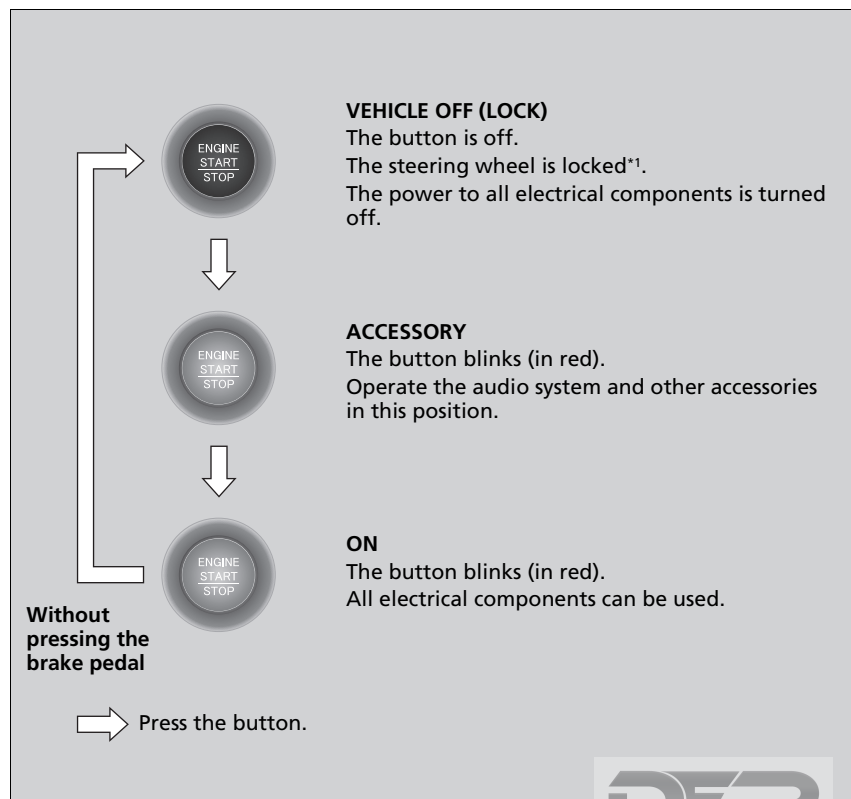 ENGINE
START
STOP
VEHICLE OFF (LOCK)
The button is off.
The steering wheel is locked*1.
The power to all electrical components is turned
off.
ENGINE
START
STOP
ACCESSORY
The button blinks (in red).
Operate the audio system and other accessories
in this position.
ENGINE
START
STOP
ON
The button blinks (in red).
All electrical components can be used.
Without
pressing the
brake pedal
Press the button.